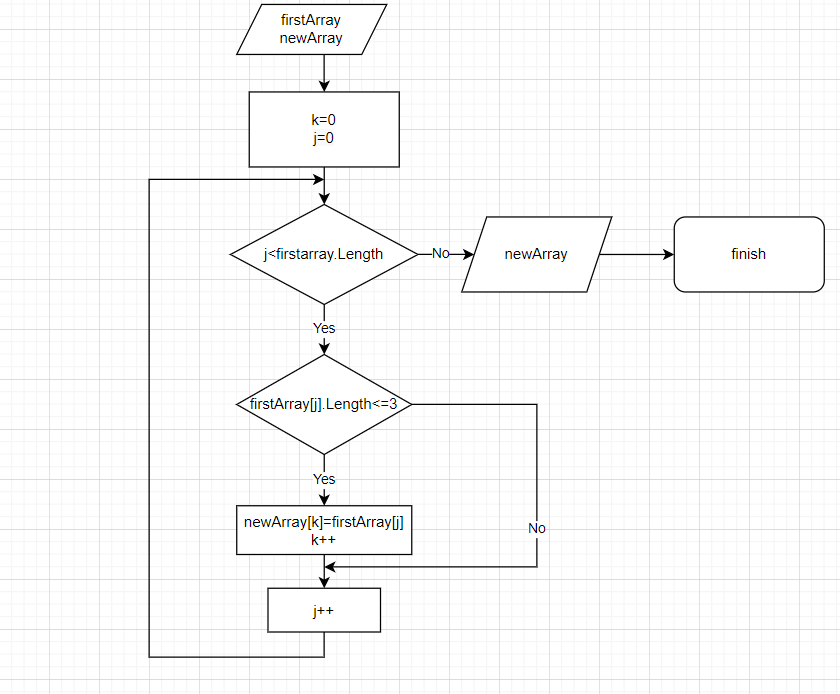 firstArray
newArray
k=0
j=0
j<firstarray.Length
No
newArray
finish
Yes
firstArray[j].Length<=3
Yes
newArray[k]=firstArray[j]
k++
No
j++